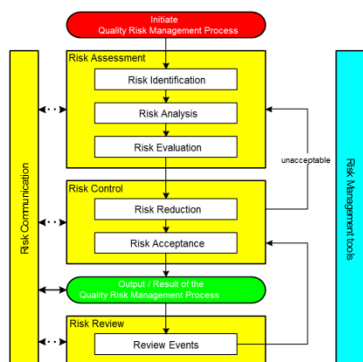 Initiate
Quality Risk Management Process
Risk Assessment
Risk Identification
Risk Analysis
Risk Evaluation
unacceptable
Risk Control
Risk Reduction
Risk Acceptance
Output / Result of the
Quality Risk Management Process
Risk Review
Review Events
Risk Communication
Risk Management tools